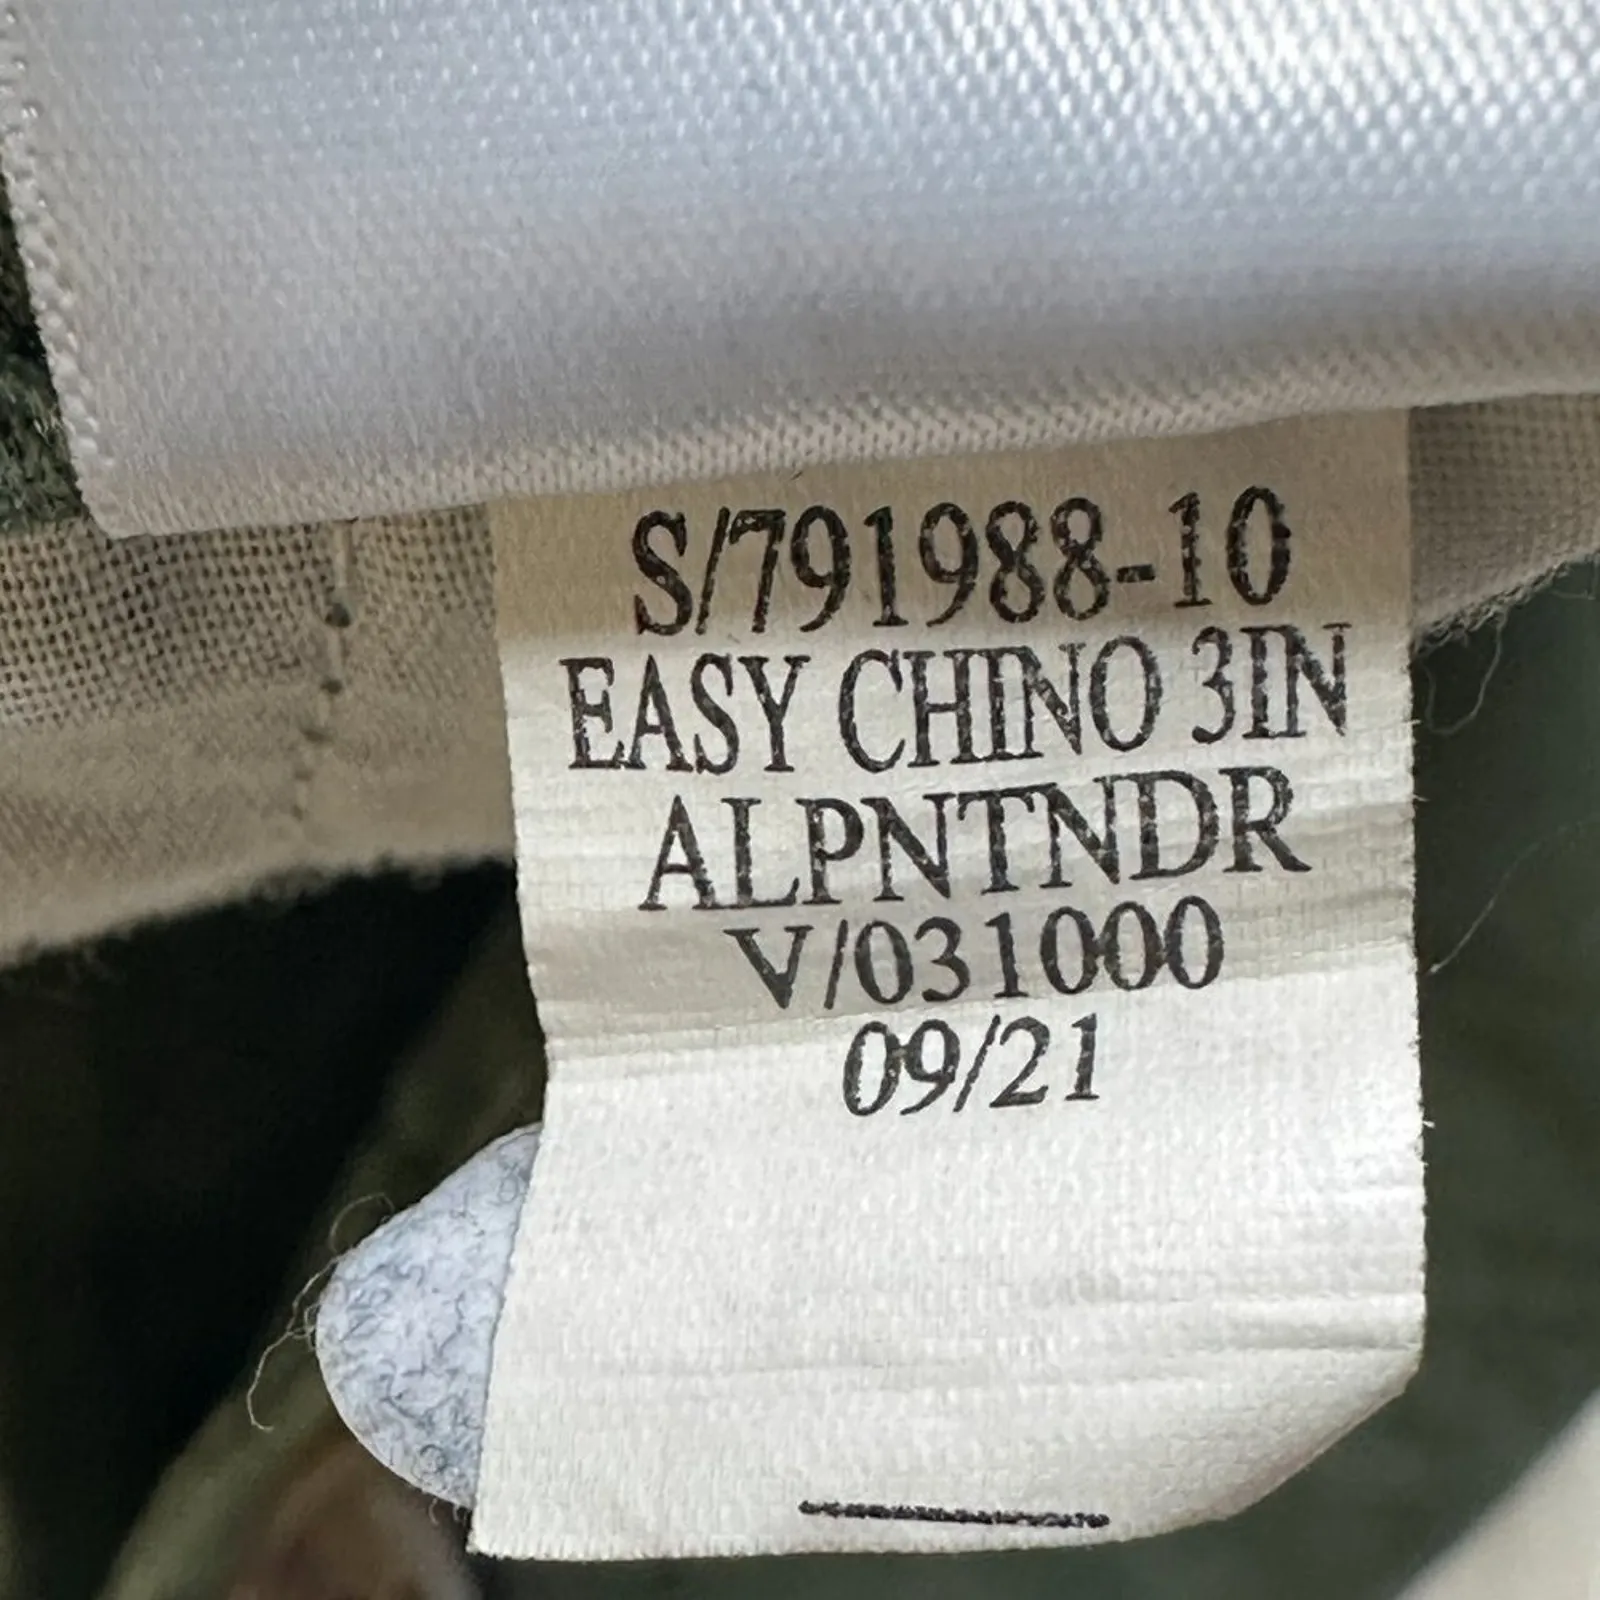 S/791988-10
EASY CHINO 3IN
ALPNTNDR
V/031000
09/21